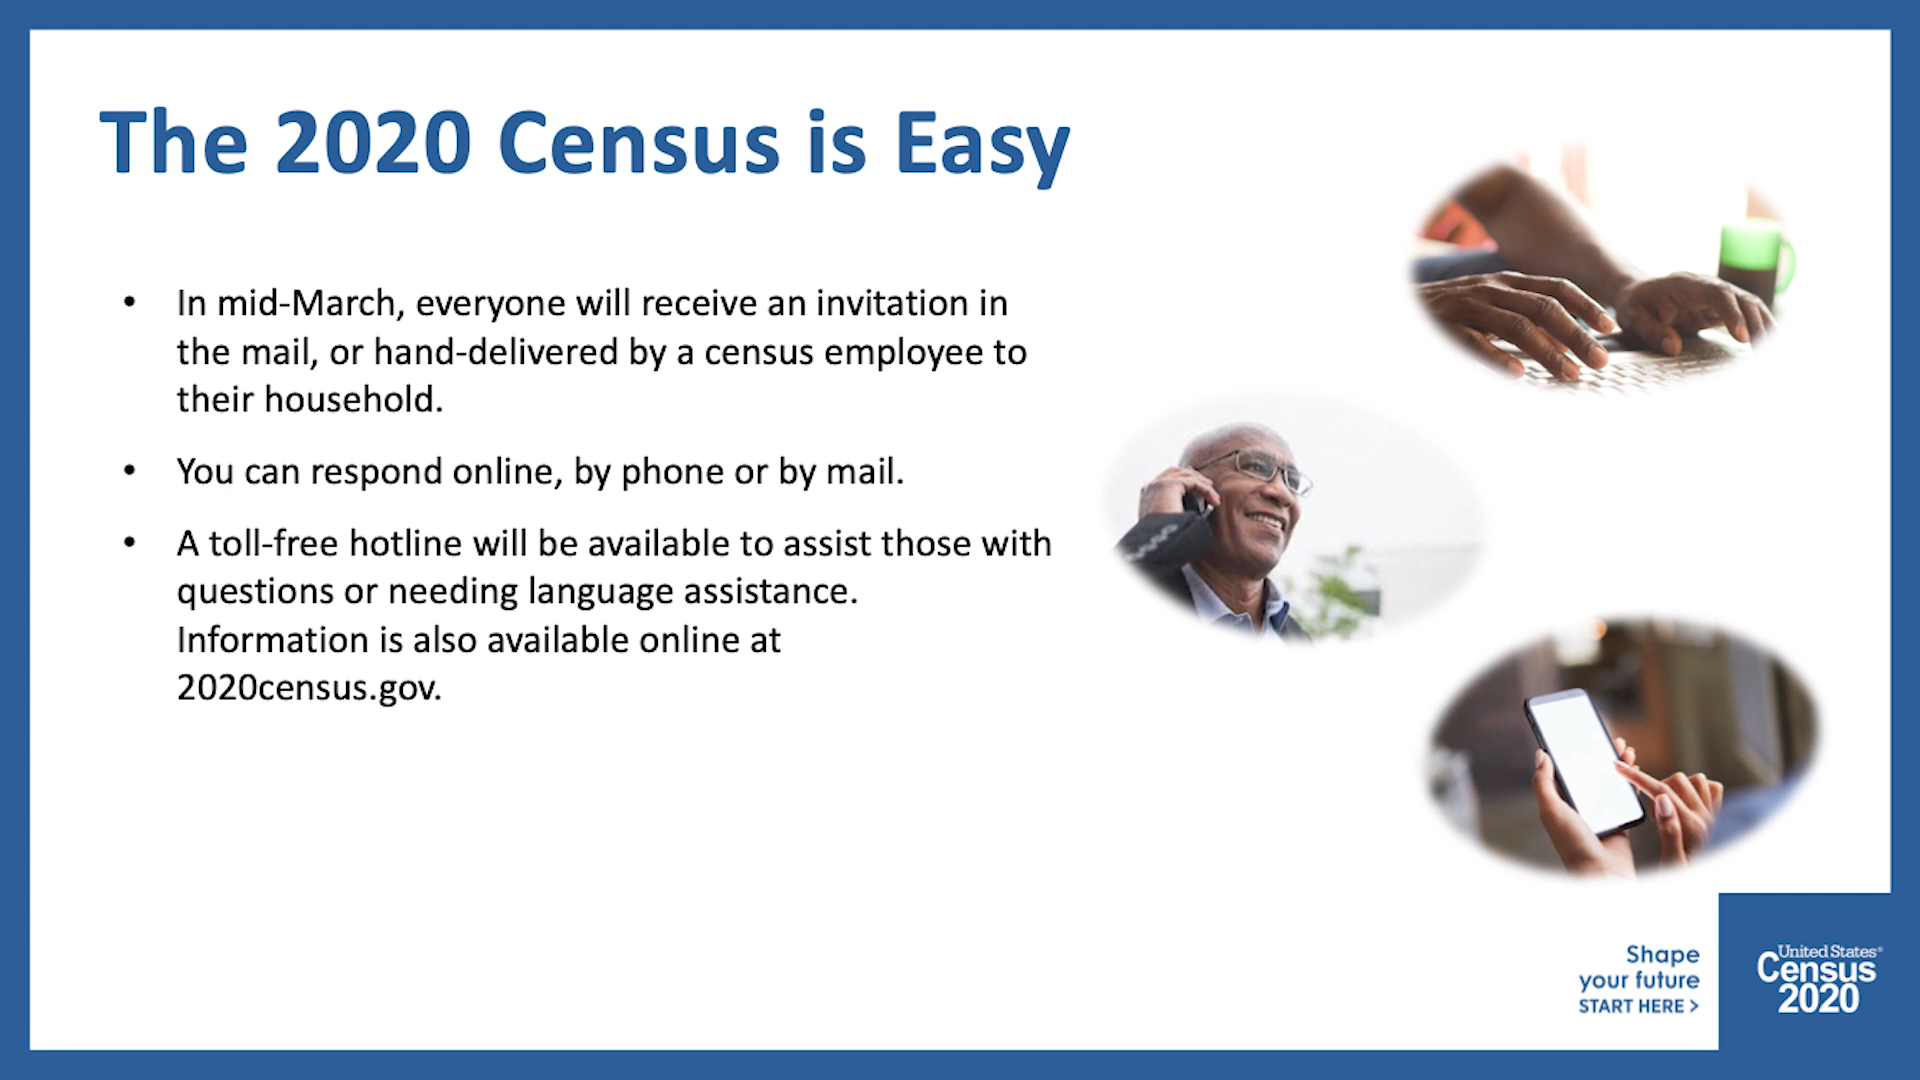 The 2020 Census is Easy
• In mid-March, everyone will receive an invitation in
the mail, or hand-delivered by a census employee to
their household.
• You can respond online, by phone or by mail.
• A toll-free hotline will be available to assist those with
questions or needing language assistance.
Information is also available online at
2020census.gov.
Shape
your future
START HERE >
United States®
Census
2020